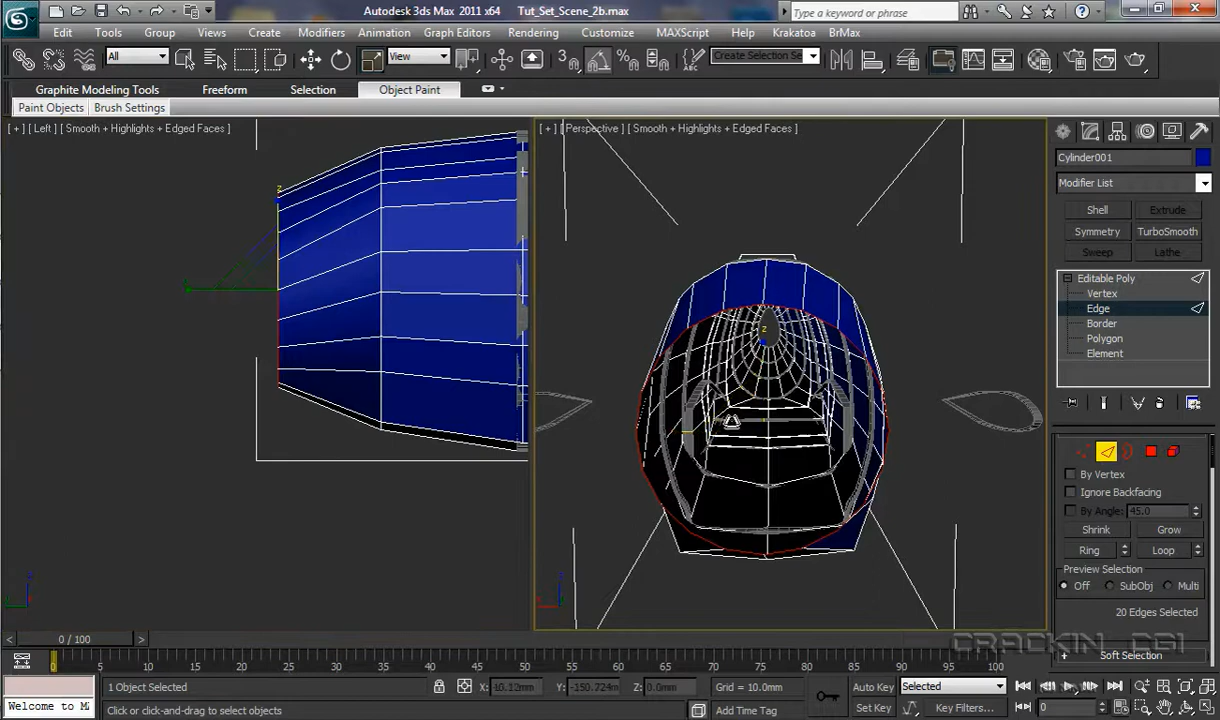 Autodesk 3ds Max 2011 x64 Tut_Set_Scene_2b.max
Type a keyword or phrase
Edit Tools Group Views Create Modifiers Animation Graph Editors Rendering Customize MAXScript Help Krakatoa BrMax
All View Create Selection Se
Graphite Modeling Tools Freeform Selection Object Paint
Paint Objects Brush Settings
[ + ] [ Left ] [ Smooth + Highlights + Edged Faces ]
[ + ] [ Perspective ] [ Smooth + Highlights + Edged Faces ]
Cylinder001
Modifier List
Shell Extrude
Symmetry TurboSmooth
Sweep Lathe
Editable Poly
Vertex
Edge
Border
Polygon
Element
By Vertex
Ignore Backfacing
By Angle: 45.0
Shrink Grow
Ring Loop
Preview Selection
Off SubObj Multi
20 Edges Selected
CRACKIN CGI
Soft Selection
0 / 100
0 5 10 15 20 25 30 35 40 45 50 55 60 65 70 75 80 85 90 95 100
1 Object Selected X: 10.12mm Y: -150.724m Z: 0.0mm Grid = 10.0mm Auto Key Selected
Welcome to M Click or click-and-drag to select objects Add Time Tag Set Key Key Filters... 0